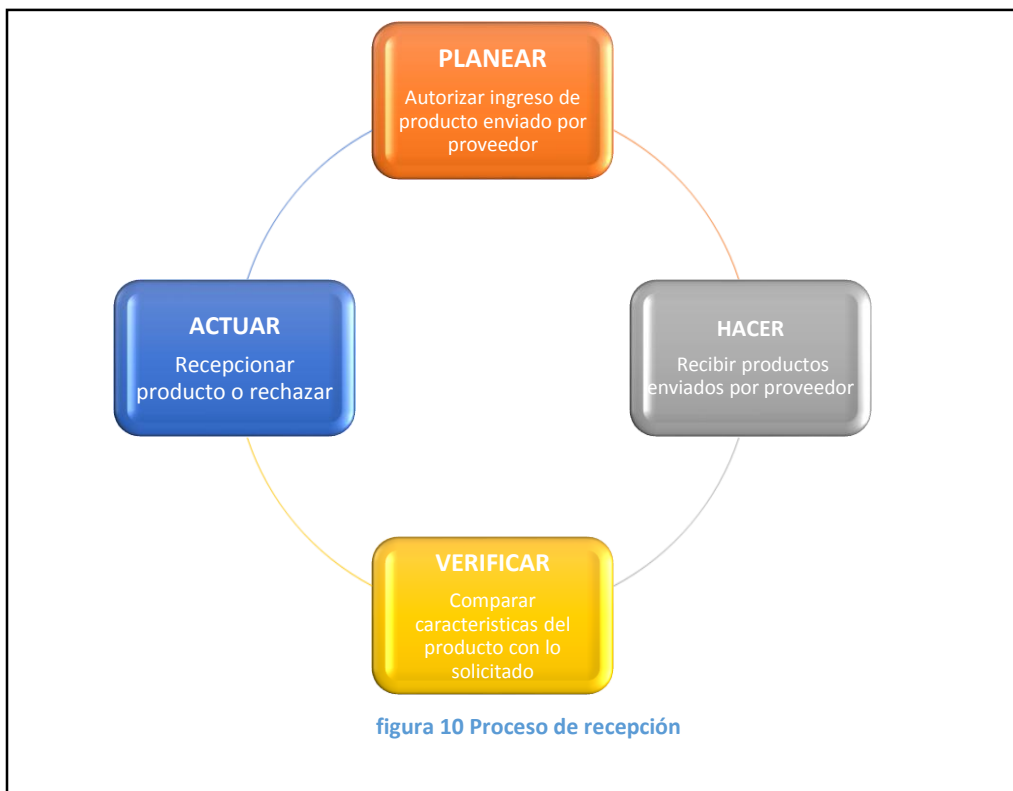 PLANEAR
Autorizar ingreso de
producto enviado por
proveedor
HACER
Recibir productos
enviados por proveedor
VERIFICAR
Comparar
caracteristicas del
producto con lo
solicitado
ACTUAR
Recepcionar
producto o rechazar
figura 10 Proceso de recepción